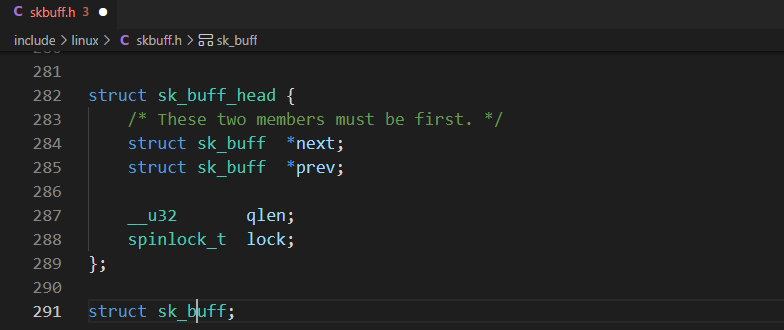 C skbuff.h 3
include > linux > C skbuff.h > sk_buff
281
282 struct sk_buff_head {
283 /* These two members must be first. */
284 struct sk_buff *next;
285 struct sk_buff *prev;
286
287 __u32 qlen;
288 spinlock_t lock;
289 };
290
291 struct sk_buff;